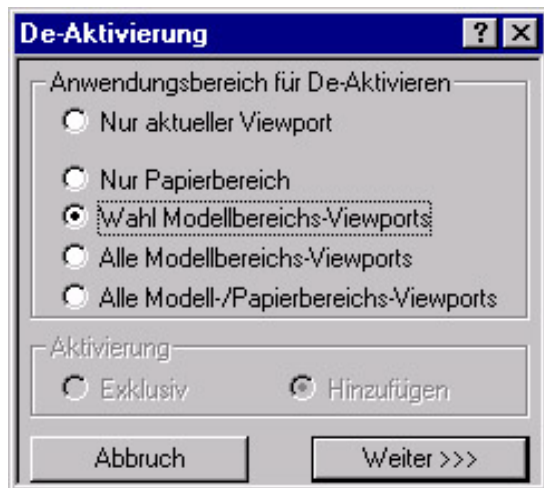 De-Aktivierung
Anwendungsbereich für De-Aktivieren
Nur aktueller Viewport
Nur Papierbereich
Wahl Modellbereichs-Viewports
Alle Modellbereichs-Viewports
Alle Modell-/Papierbereichs-Viewports
Aktivierung
Exklusiv Hinzufügen
Abbruch Weiter >>>